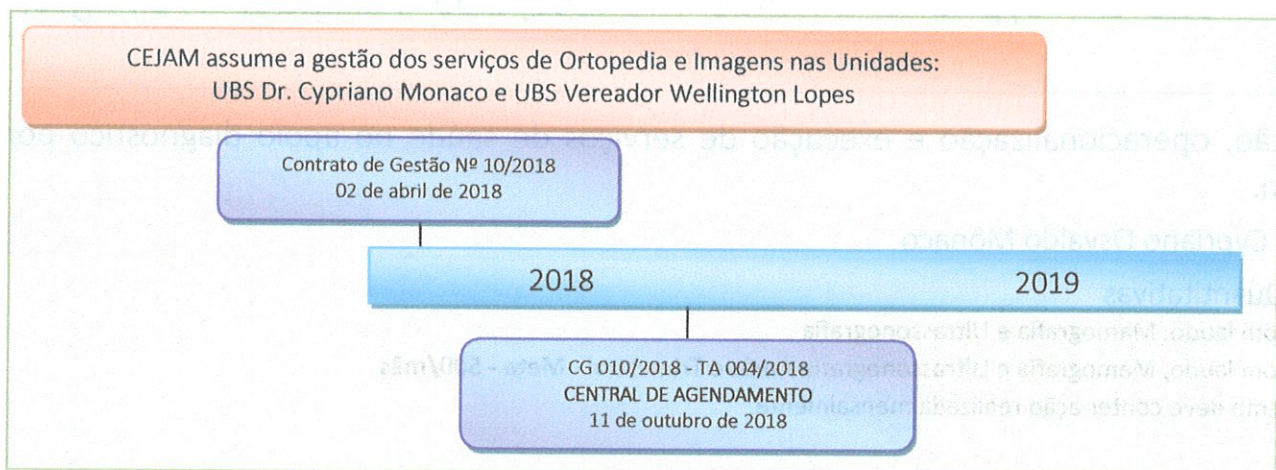 CEJAM assume a gestão dos serviços de Ortopedia e Imagens nas Unidades:
UBS Dr. Cypriano Monaco e UBS Vereador Wellington Lopes
Contrato de Gestão Nº 10/2018
02 de abril de 2018
2018
2019
CG 010/2018 - TA 004/2018
CENTRAL DE AGENDAMENTO
11 de outubro de 2018